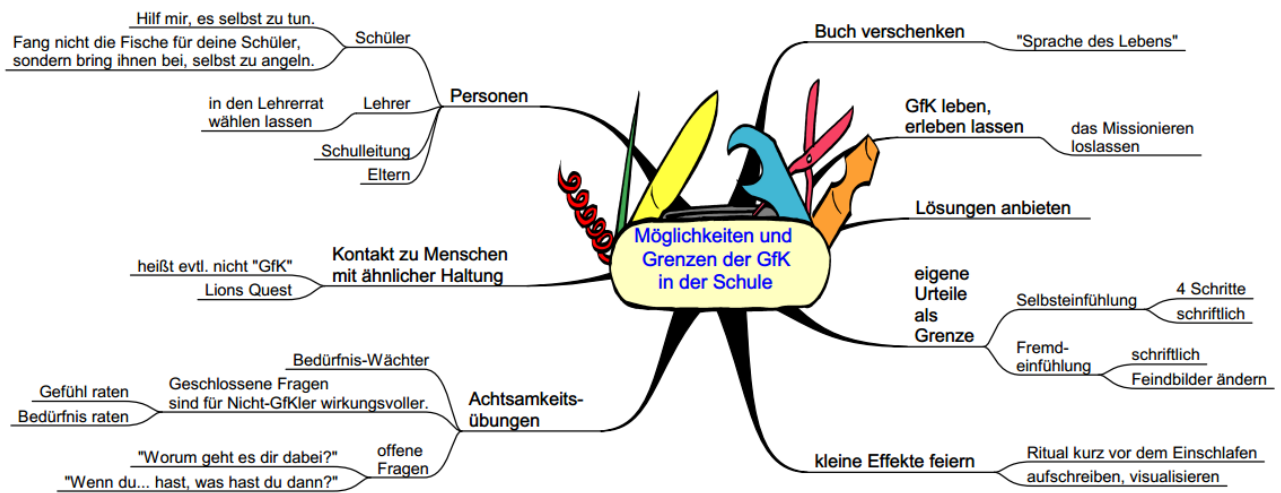 Möglichkeiten und
Grenzen der GfK
in der Schule
Buch verschenken
"Sprache des Lebens"
GfK leben,
erleben lassen
das Missionieren
loslassen
Lösungen anbieten
eigene
Urteile
als
Grenze
Selbsteinfühlung
4 Schritte
schriftlich
Fremd-
einfühlung
schriftlich
Feindbilder ändern
kleine Effekte feiern
Ritual kurz vor dem Einschlafen
aufschreiben, visualisieren
Personen
Schüler
Hilf mir, es selbst zu tun.
Fang nicht die Fische für deine Schüler,
sondern bring ihnen bei, selbst zu angeln.
Lehrer
in den Lehrerrat
wählen lassen
Schulleitung
Eltern
Kontakt zu Menschen
mit ähnlicher Haltung
heißt evtl. nicht "GfK"
Lions Quest
Achtsamkeits-
übungen
Bedürfnis-Wächter
Geschlossene Fragen
sind für Nicht-GfKler wirkungsvoller.
Gefühl raten
Bedürfnis raten
offene
Fragen
"Worum geht es dir dabei?"
"Wenn du... hast, was hast du dann?"